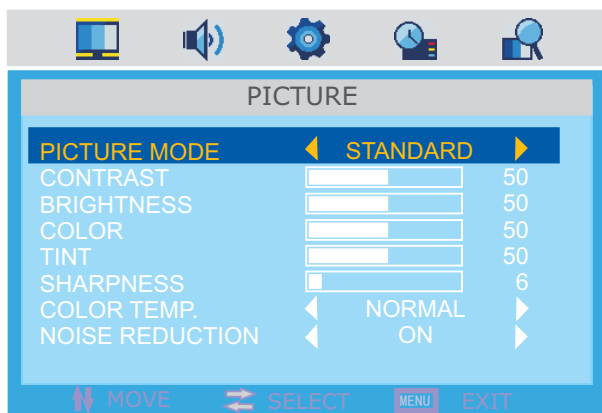 PICTURE
PICTURE MODE STANDARD
CONTRAST 50
BRIGHTNESS 50
COLOR 50
TINT 50
SHARPNESS 6
COLOR TEMP. NORMAL
NOISE REDUCTION ON
MOVE SELECT MENU EXIT